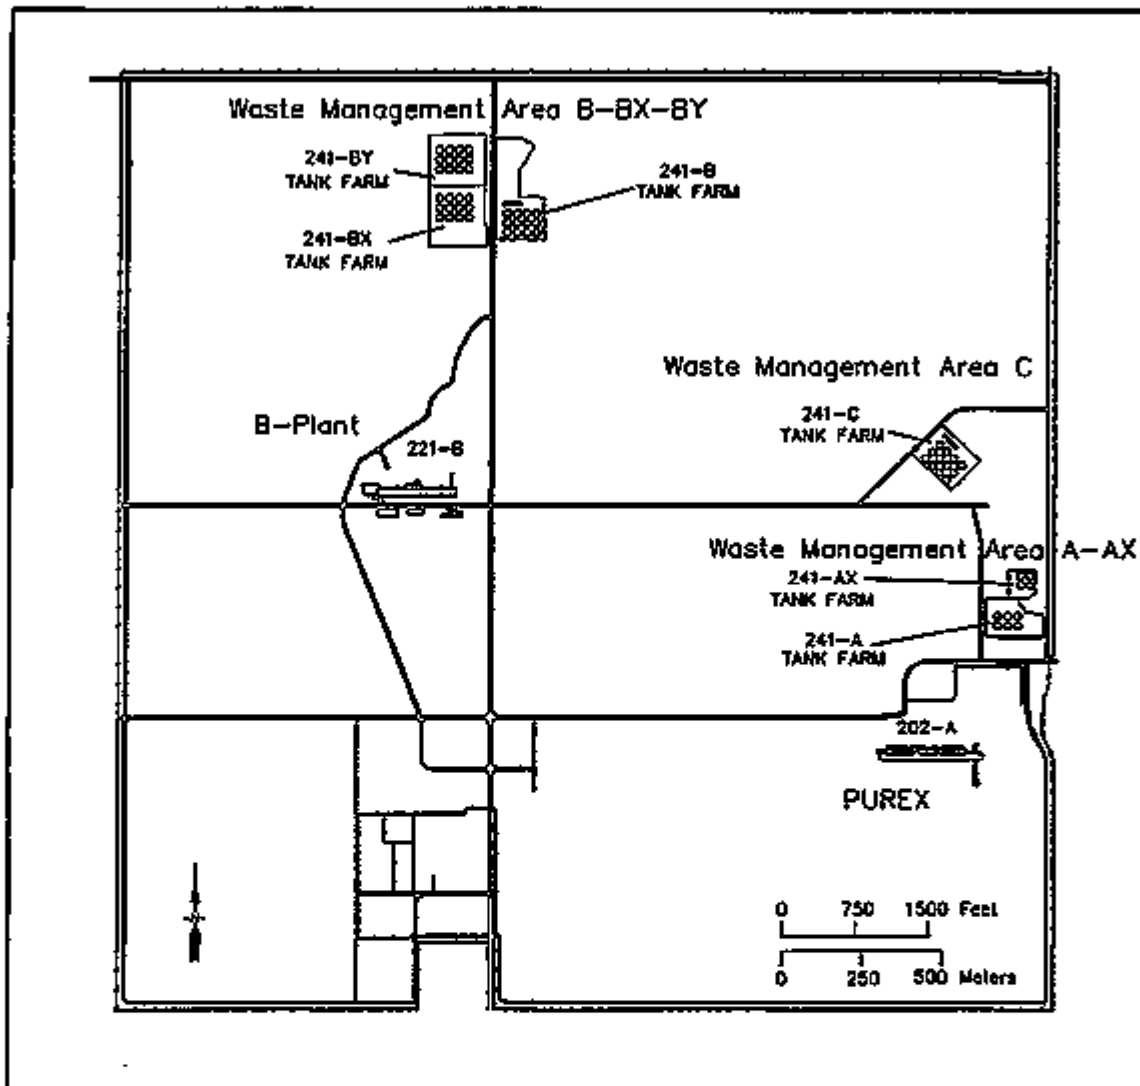 Waste Management Area B-BX-BY
241-BY
TANK FARM
241-B
TANK FARM
241-BX
TANK FARM
Waste Management Area C
241-C
TANK FARM
B-Plant
221-B
Waste Management Area A-AX
241-AX
TANK FARM
241-A
TANK FARM
202-A
PUREX
0 750 1500 Feet
0 250 500 Meters